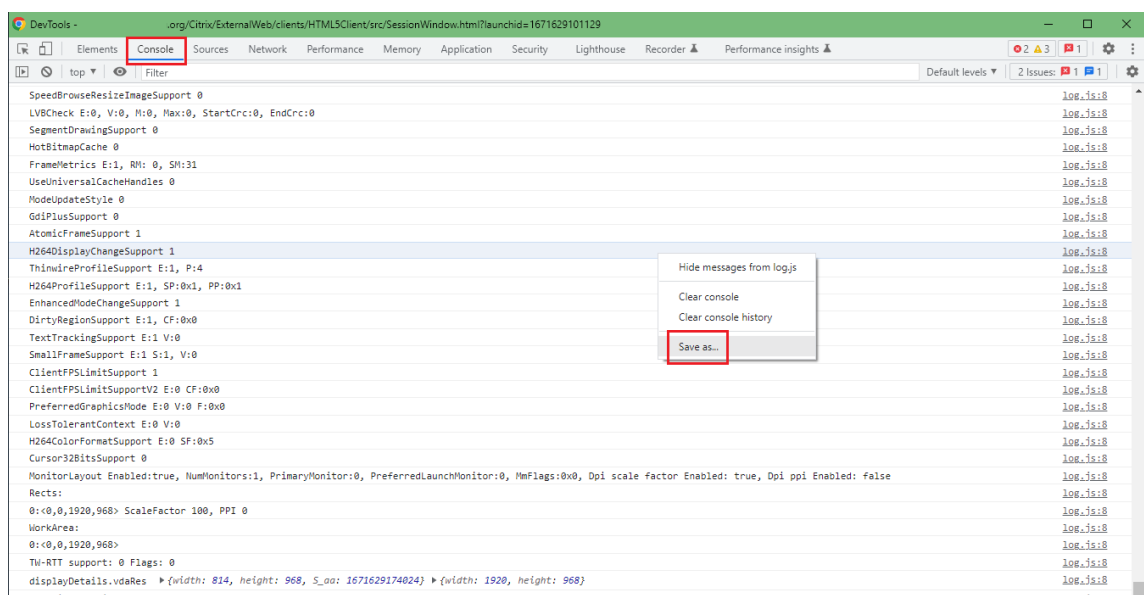 DevTools - .org/Citrix/ExternalWeb/clients/HTML5Client/src/SessionWindow.html?launchid=1671629101129
Elements Console Sources Network Performance Memory Application Security Lighthouse Recorder Performance insights 2 3 1
top ▼ Filter Default levels ▼ 2 Issues: 1 1
SpeedBrowseResizeImageSupport 0 log.js:8
LVBCheck E:0, V:0, M:0, Max:0, StartCrc:0, EndCrc:0 log.js:8
SegmentDrawingSupport 0 log.js:8
HotBitmapCache 0 log.js:8
FrameMetrics E:1, RM: 0, SM:31 log.js:8
UseUniversalCacheHandles 0 log.js:8
ModeUpdateStyle 0 log.js:8
GdiPlusSupport 0 log.js:8
AtomicFrameSupport 1 log.js:8
H264DisplayChangeSupport 1 log.js:8
ThinwireProfileSupport E:1, P:4 log.js:8
H264ProfileSupport E:1, SP:0x1, PP:0x1 log.js:8
EnhancedModeChangeSupport 1 log.js:8
DirtyRegionSupport E:1, CF:0x0 log.js:8
TextTrackingSupport E:1 V:0 log.js:8
SmallFrameSupport E:1 S:1, V:0 log.js:8
ClientFPSLimitSupport 1 log.js:8
ClientFPSLimitSupportV2 E:0 CF:0x0 log.js:8
PreferredGraphicsMode E:0 V:0 F:0x0 log.js:8
LossTolerantContext E:0 V:0 log.js:8
H264ColorFormatSupport E:0 SF:0x5 log.js:8
Cursor32BitsSupport 0 log.js:8
MonitorLayout Enabled:true, NumMonitors:1, PrimaryMonitor:0, PreferredLaunchMonitor:0, MmFlags:0x0, Dpi scale factor Enabled: true, Dpi ppi Enabled: false log.js:8
Rects: log.js:8
0:<0,0,1920,968> ScaleFactor 100, PPI 0 log.js:8
WorkArea: log.js:8
0:<0,0,1920,968> log.js:8
TW-RTT support: 0 Flags: 0 log.js:8
displayDetails.vdaRes ▶{width: 814, height: 968, S_aa: 1671629174024} ▶{width: 1920, height: 968} log.js:8
Hide messages from log.js
Clear console
Clear console history
Save as...